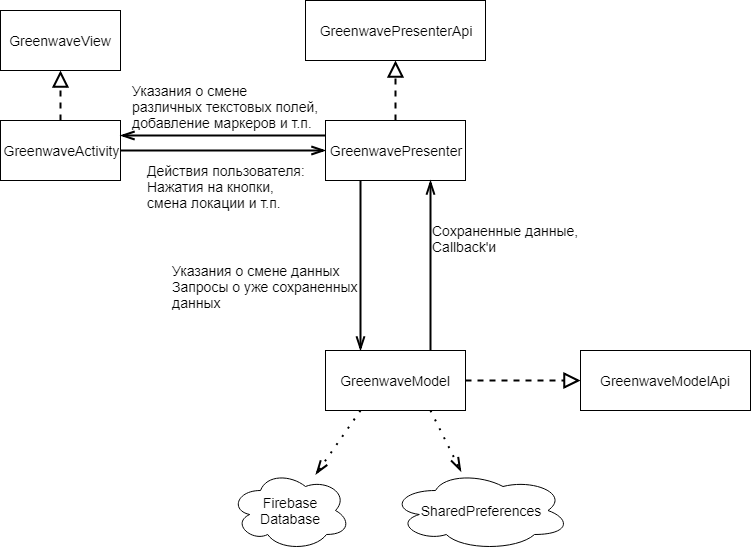 GreenwaveView
GreenwavePresenterApi
Указания о смене
различных текстовых полей,
добавление маркеров и т.п.
GreenwaveActivity
GreenwavePresenter
Действия пользователя:
Нажатия на кнопки,
смена локации и т.п.
Сохраненные данные,
Callback'и
Указания о смене данных
Запросы о уже сохраненных
данных
GreenwaveModel
GreenwaveModelApi
Firebase
Database
SharedPreferences